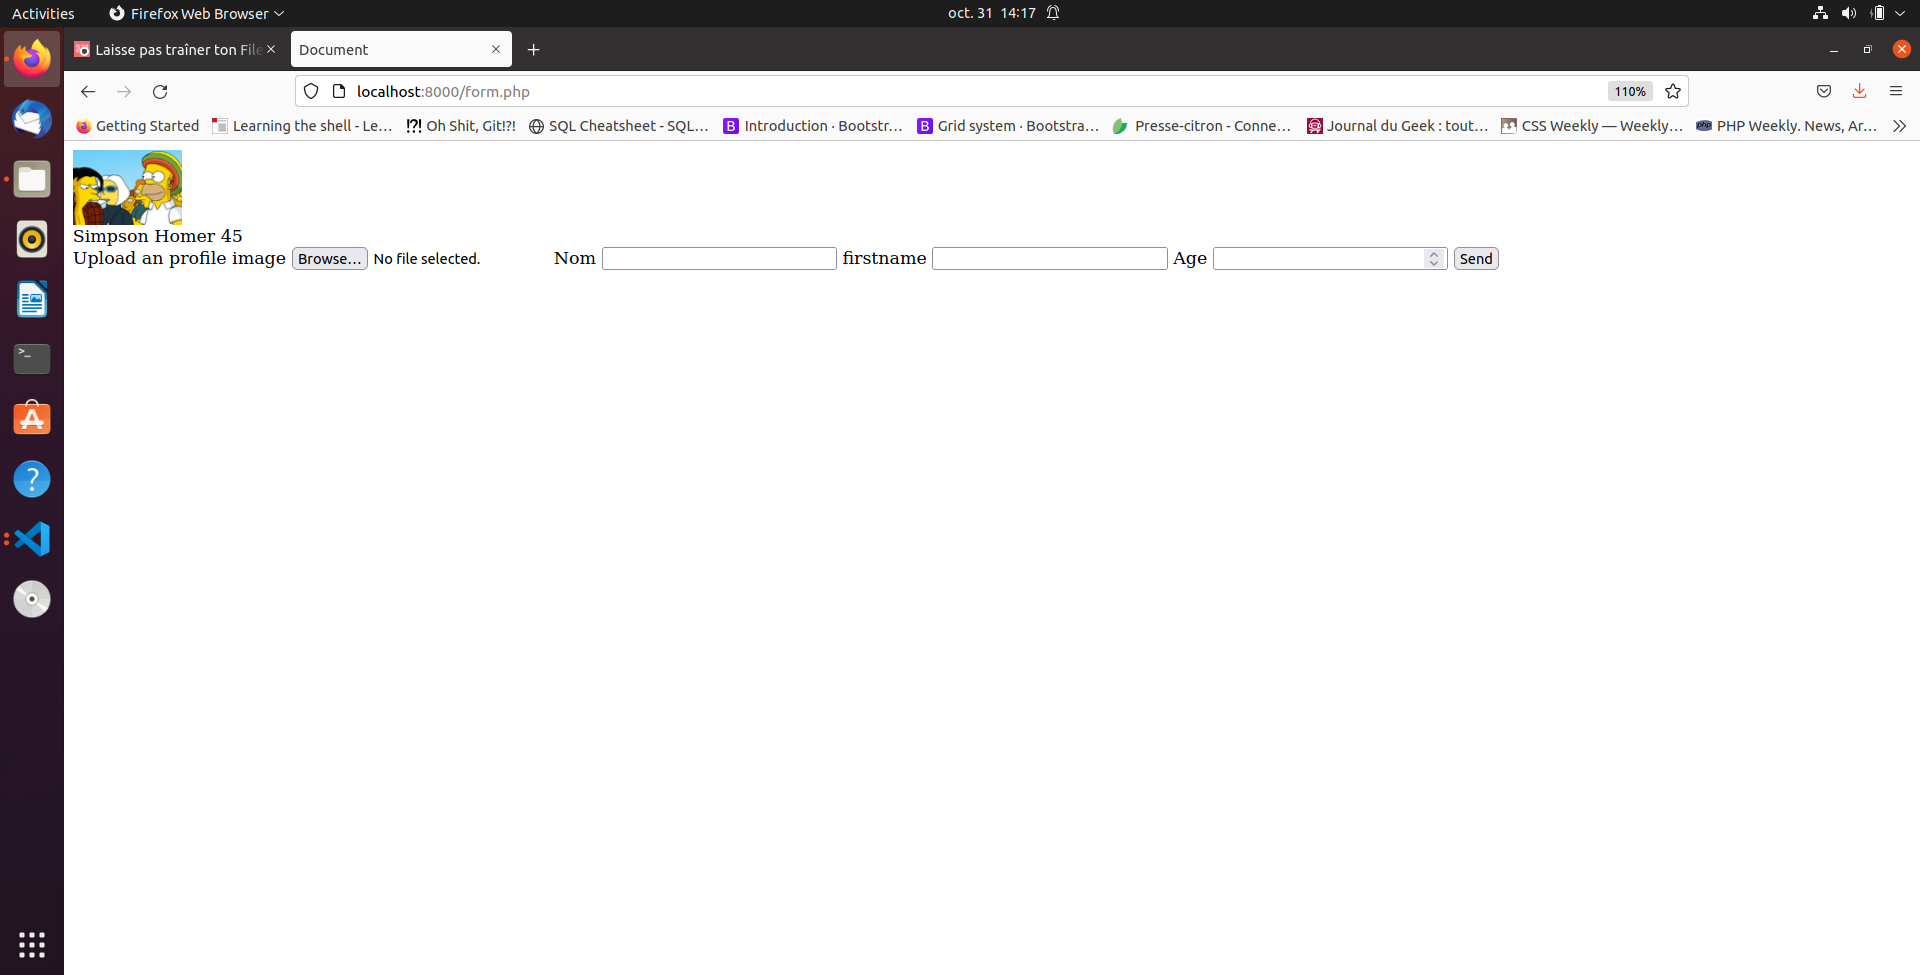 Activities Firefox Web Browser oct. 31 14:17
Laisse pas traîner ton File Document
localhost:8000/form.php 110%
Getting Started Learning the shell - Le… !?! Oh Shit, Git!?! SQL Cheatsheet - SQL… B Introduction · Bootstr… B Grid system · Bootstra… Presse-citron - Conne… Journal du Geek : tout… CSS Weekly — Weekly… php PHP Weekly. News, Ar…
Simpson Homer 45
Upload an profile image Browse… No file selected. Nom firstname Age Send